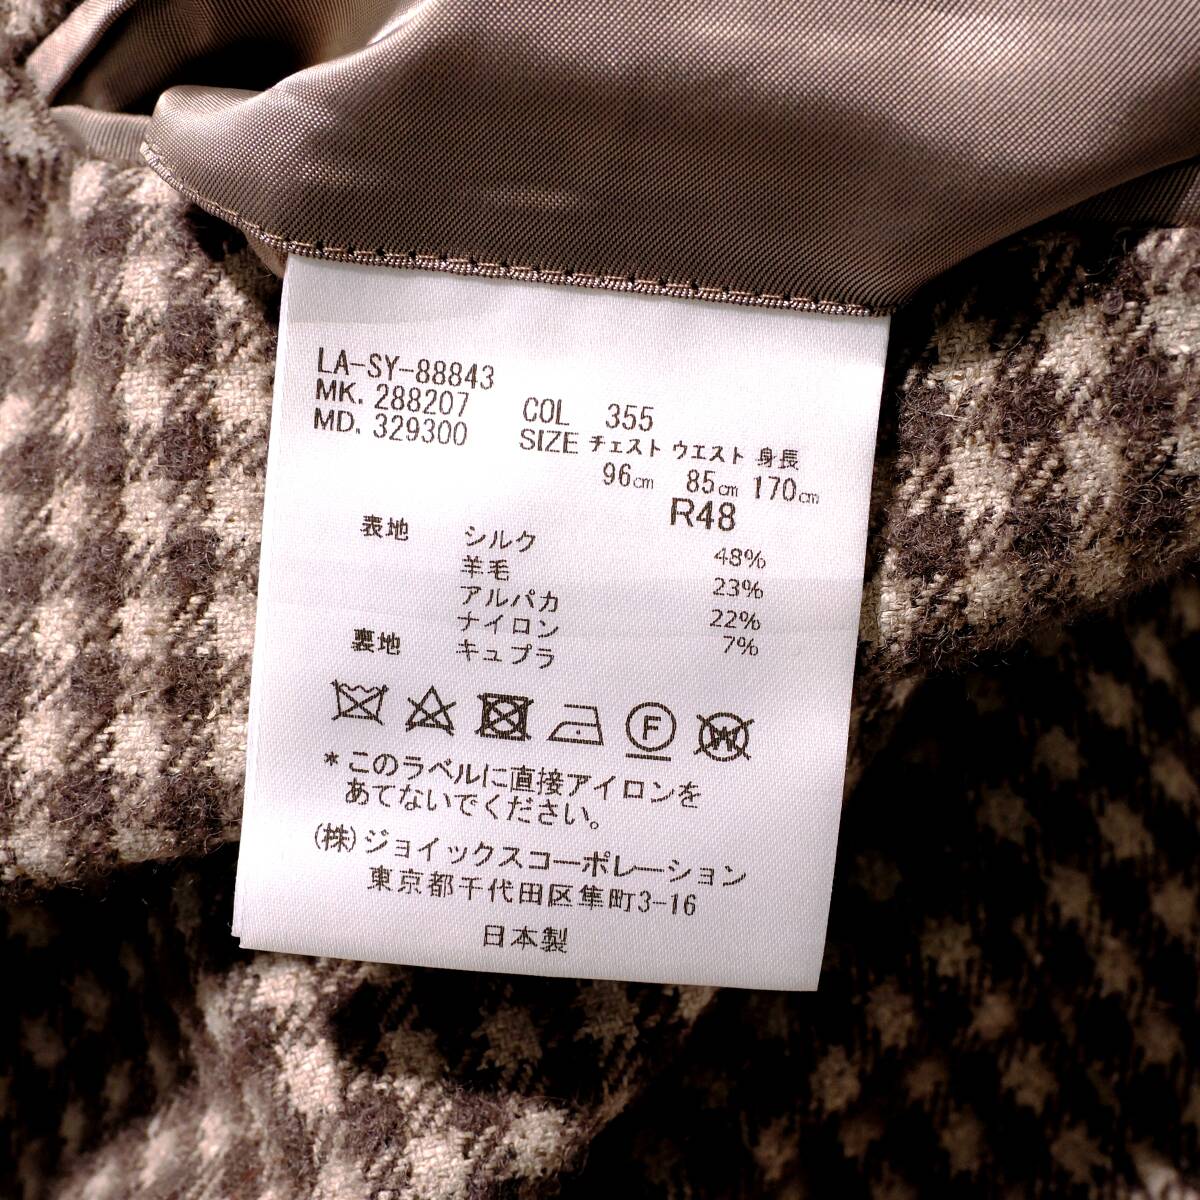 LA-SY-88843
MK. 288207 COL 355
MD. 329300 SIZE チェスト ウエスト 身長
96cm 85cm 170cm
R48
表地 シルク 48%
羊毛 23%
アルパカ 22%
ナイロン 7%
裏地 キュプラ
F W
*このラベルに直接アイロンを
あてないでください。
(株)ジョイックスコーポレーション
東京都千代田区隼町3-16
日本製